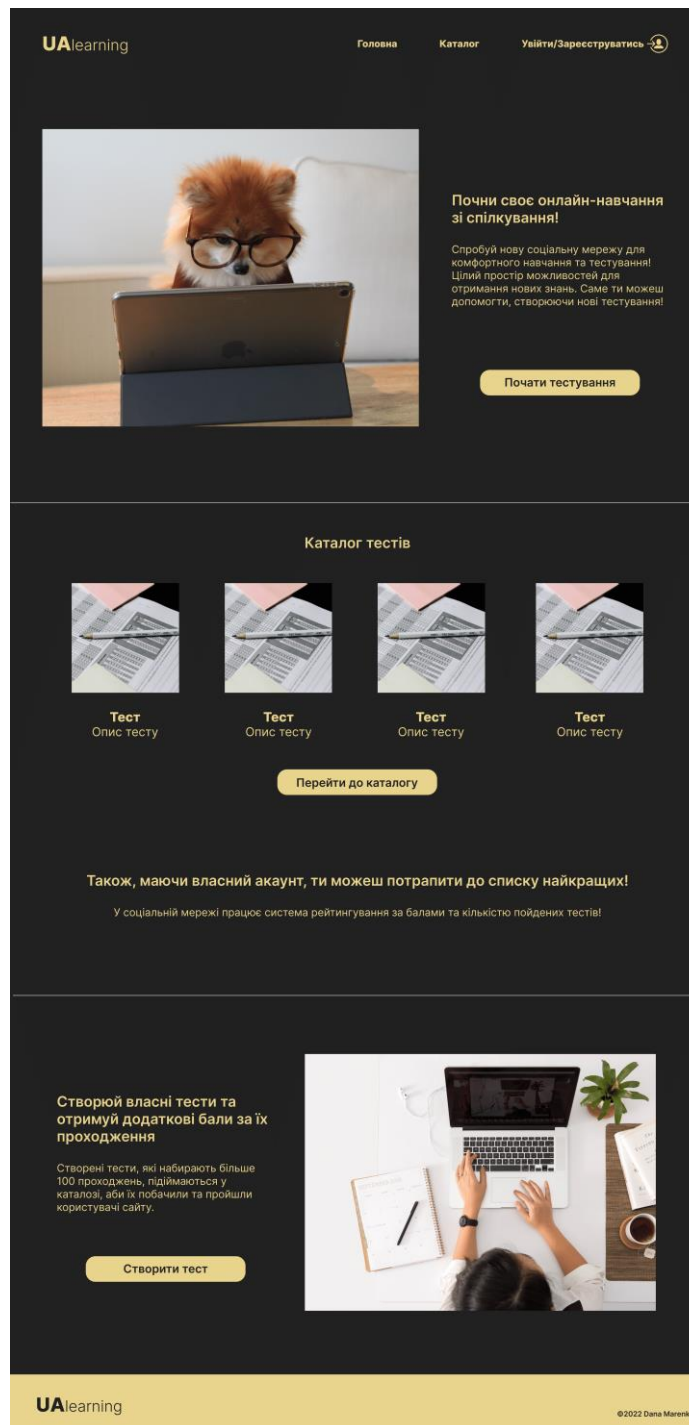 UAlearning
Головна Каталог Увійти/Зареєструватись
Почни своє онлайн-навчання
зі спілкування!
Спробуй нову соціальну мережу для
комфортного навчання та тестування!
Цілий простір можливостей для
отримання нових знань. Саме ти можеш
допомогти, створюючи нові тестування!
Почати тестування
Каталог тестів
Тест Тест Тест Тест
Опис тесту Опис тесту Опис тесту Опис тесту
Перейти до каталогу
Також, маючи власний акаунт, ти можеш потрапити до списку найкращих!
У соціальній мережі працює система рейтингування за балами та кількістю пойдених тестів!
Створюй власні тести та
отримуй додаткові бали за їх
проходження
Створені тести, які набирають більше
100 проходжень, підіймаються у
каталозі, аби їх побачили та пройшли
користувачі сайту.
Створити тест
UAlearning
©2022 Dana Marenk